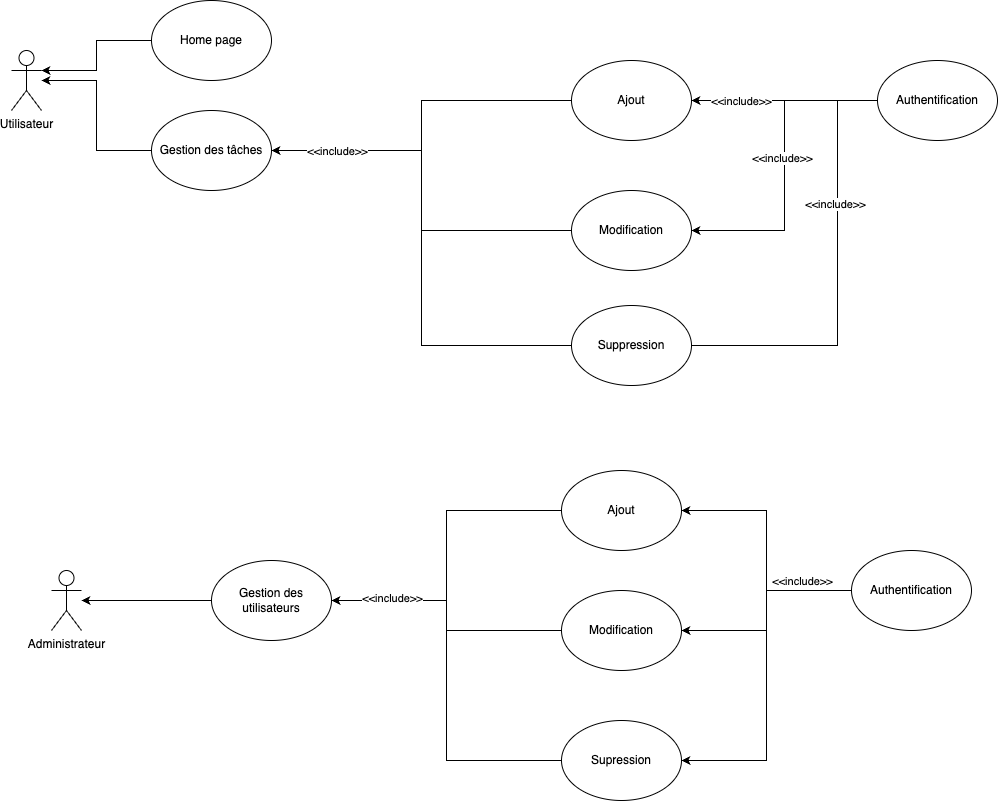 Home page
Utilisateur
Gestion des tâches
<<include>>
Ajout
<<include>>
Authentification
<<include>>
<<include>>
Modification
Suppression
Ajout
Administrateur
Gestion des
utilisateurs
<<include>>
Modification
<<include>>
Authentification
Supression